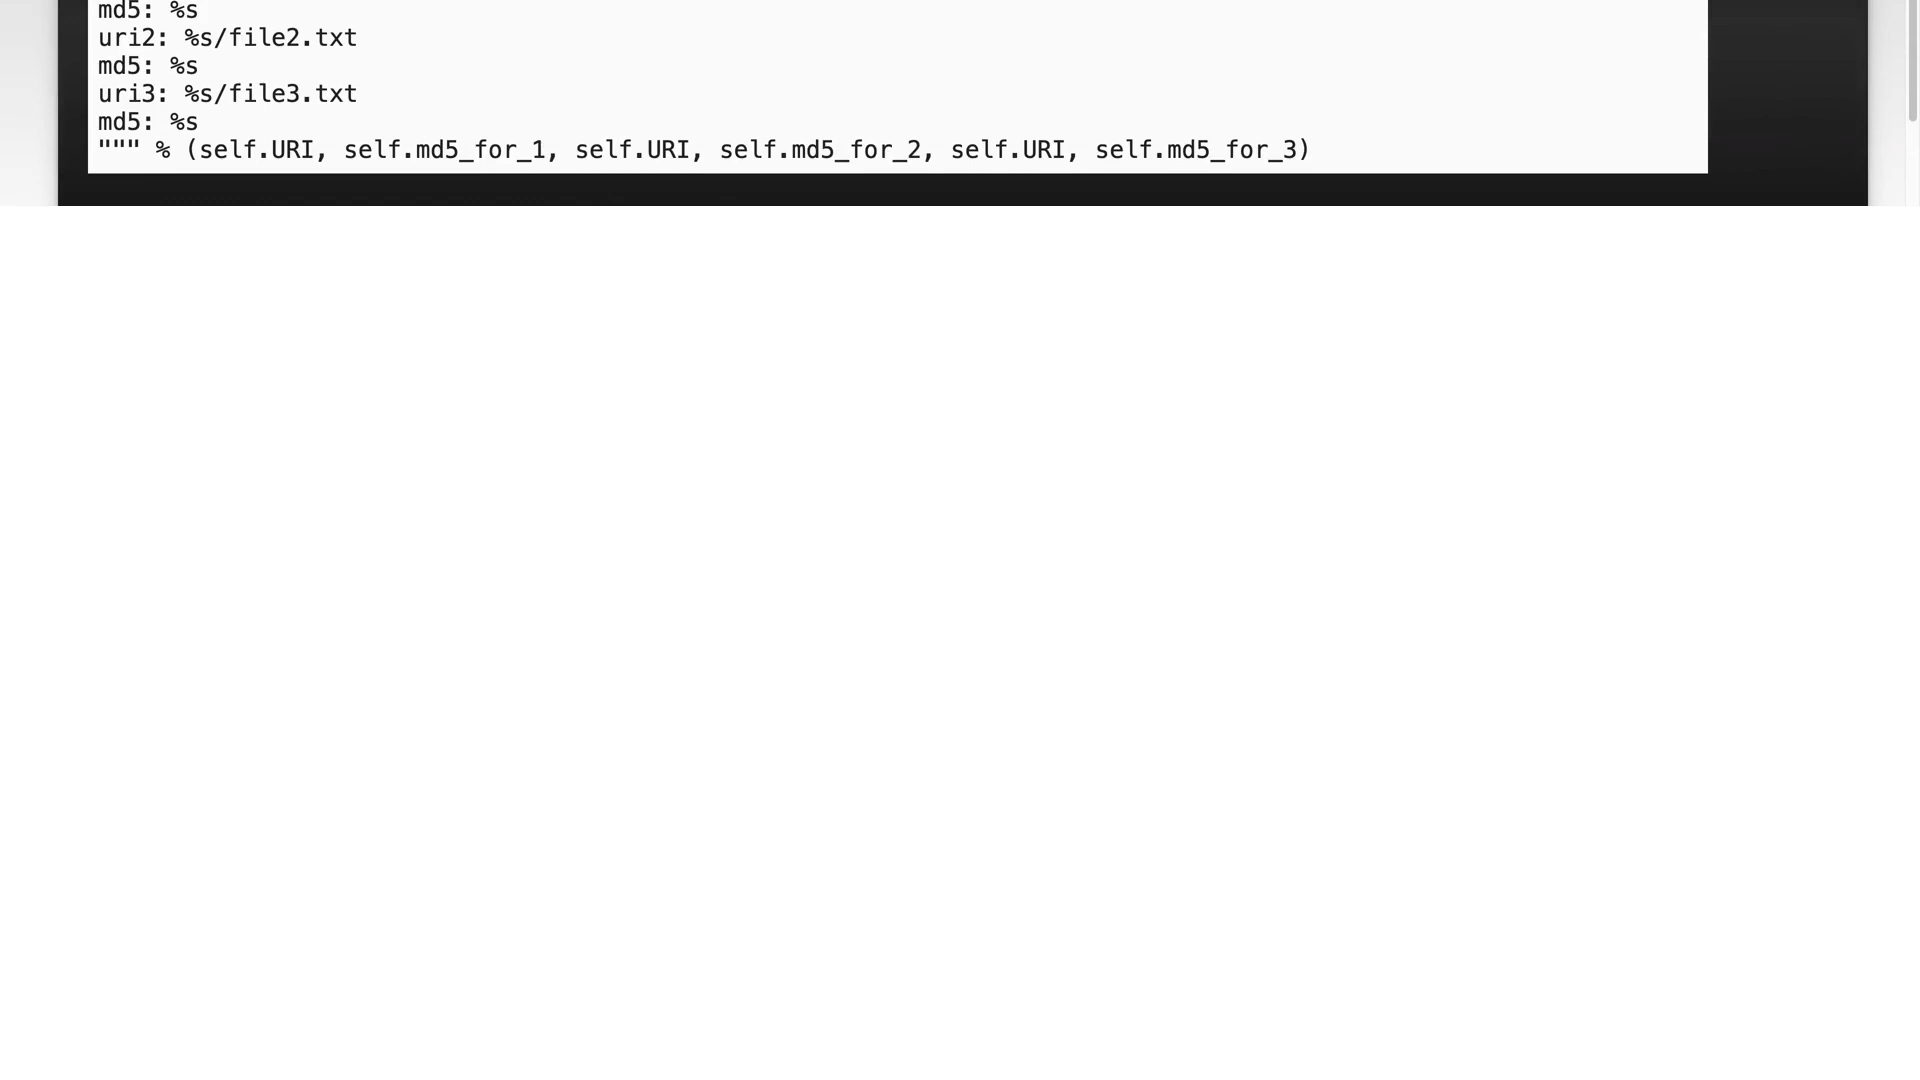 md5: %s
uri2: %s/file2.txt
md5: %s
uri3: %s/file3.txt
md5: %s
""" % (self.URI, self.md5_for_1, self.URI, self.md5_for_2, self.URI, self.md5_for_3)